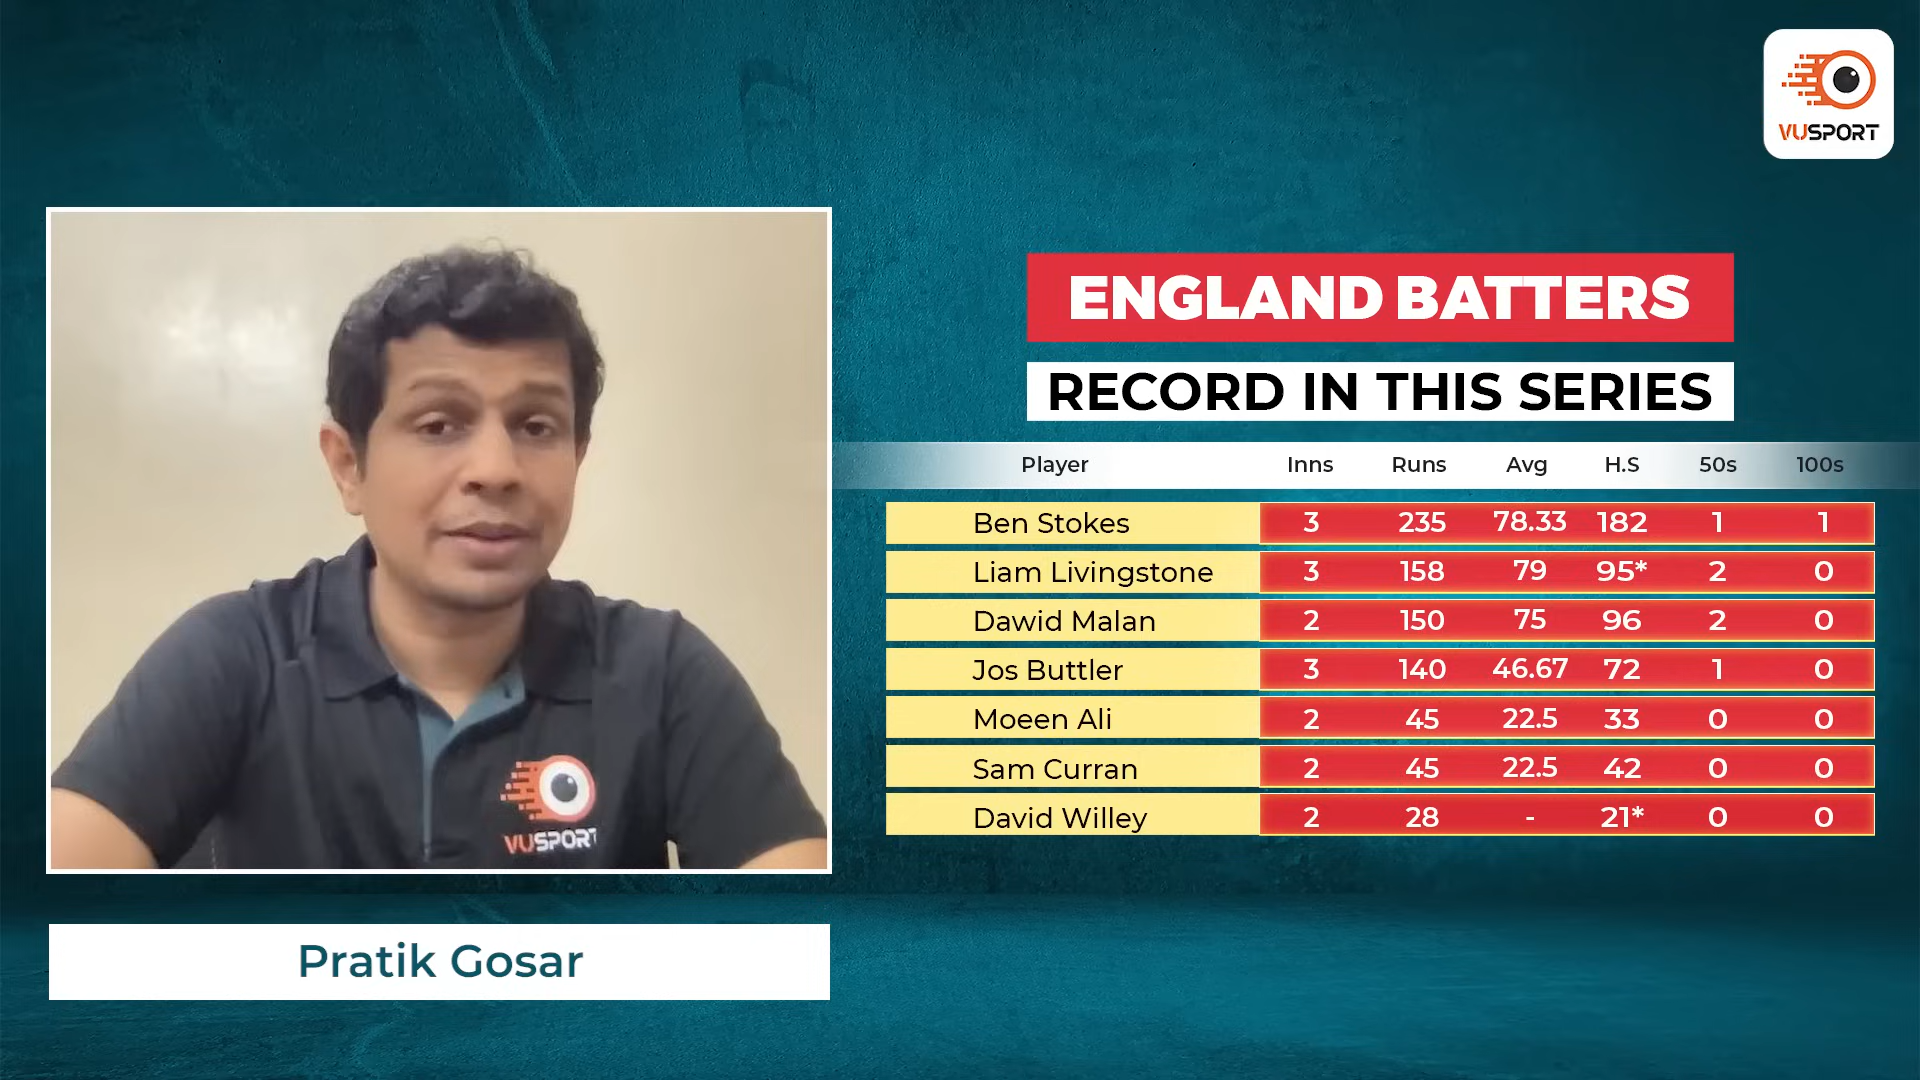 VUSPORT
ENGLAND BATTERS
RECORD IN THIS SERIES
Player Inns Runs Avg H.S 50s 100s
Ben Stokes 3 235 78.33 182 1 1
Liam Livingstone 3 158 79 95* 2 0
Dawid Malan 2 150 75 96 2 0
Jos Buttler 3 140 46.67 72 1 0
Moeen Ali 2 45 22.5 33 0 0
Sam Curran 2 45 22.5 42 0 0
David Willey 2 28 - 21* 0 0
VUSPORT
Pratik Gosar